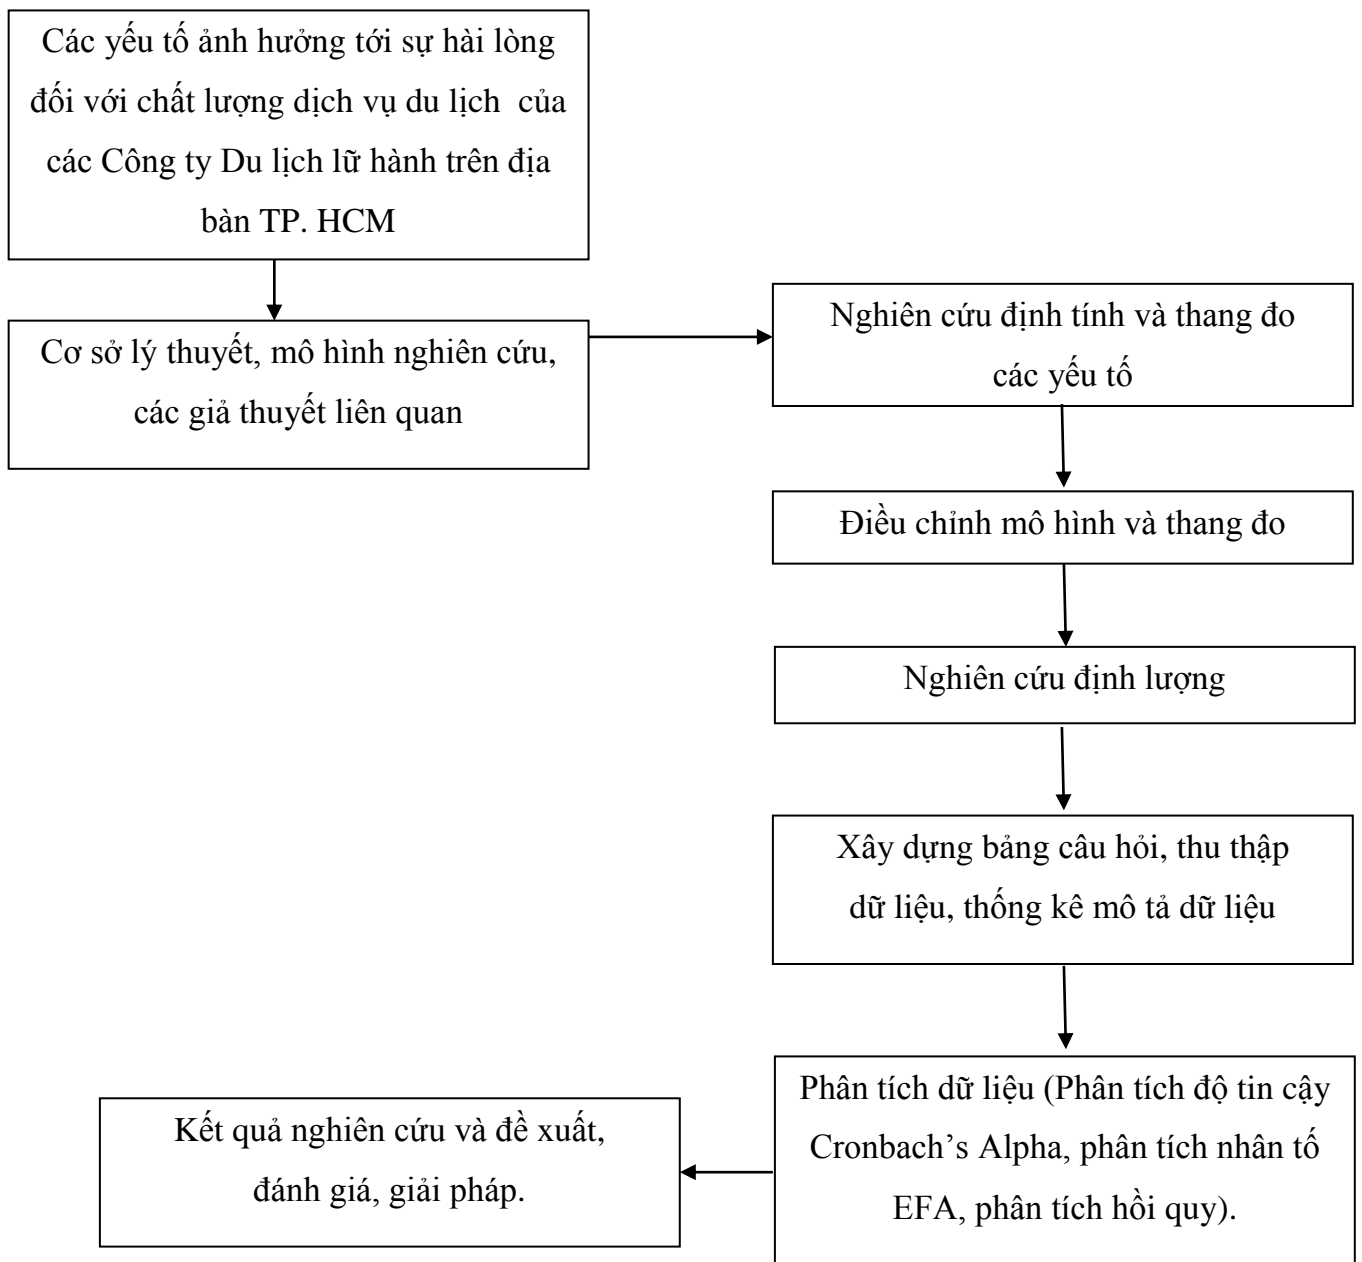 Các yếu tố ảnh hưởng tới sự hài lòng
đối với chất lượng dịch vụ du lịch của
các Công ty Du lịch lữ hành trên địa
bàn TP. HCM
Cơ sở lý thuyết, mô hình nghiên cứu,
các giả thuyết liên quan
Nghiên cứu định tính và thang đo
các yếu tố
Điều chỉnh mô hình và thang đo
Nghiên cứu định lượng
Xây dựng bảng câu hỏi, thu thập
dữ liệu, thống kê mô tả dữ liệu
Phân tích dữ liệu (Phân tích độ tin cậy
Cronbach’s Alpha, phân tích nhân tố
EFA, phân tích hồi quy).
Kết quả nghiên cứu và đề xuất,
đánh giá, giải pháp.